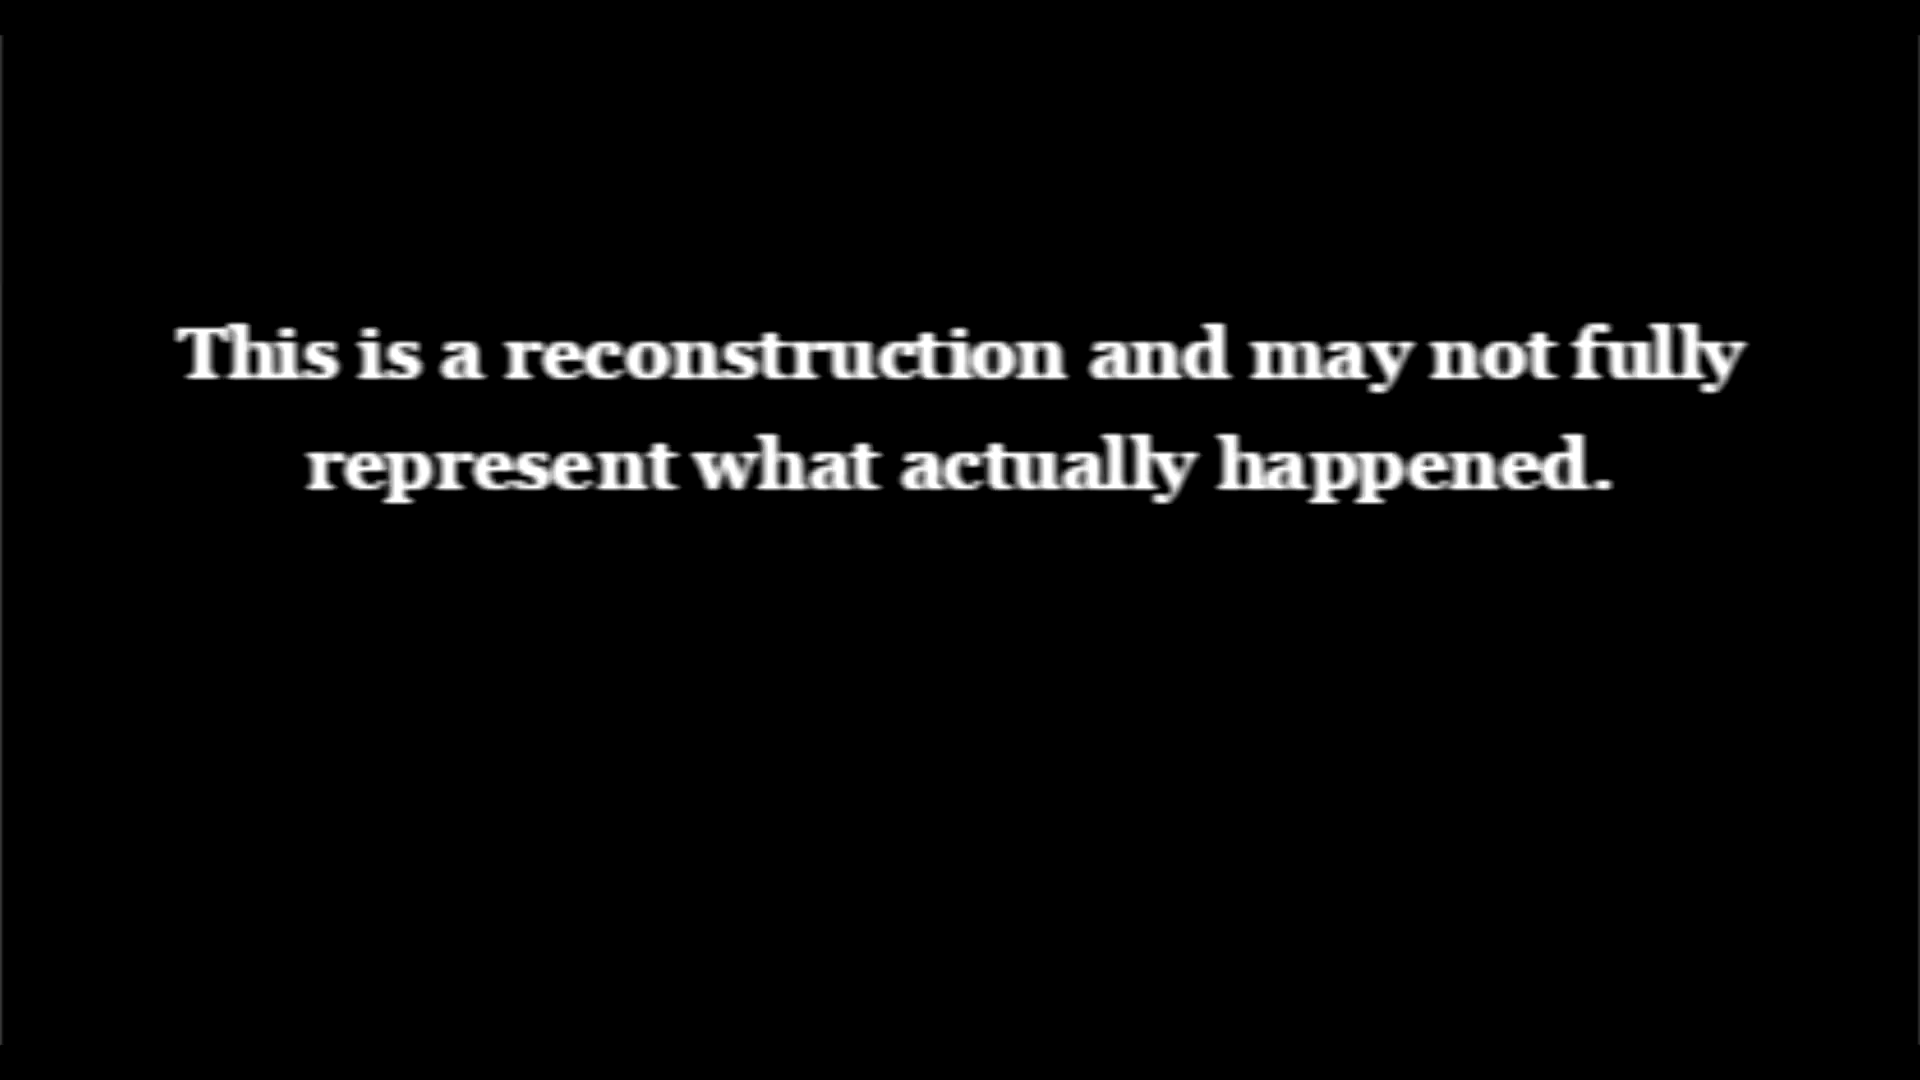 This is a reconstruction and may not fully
represent what actually happened.